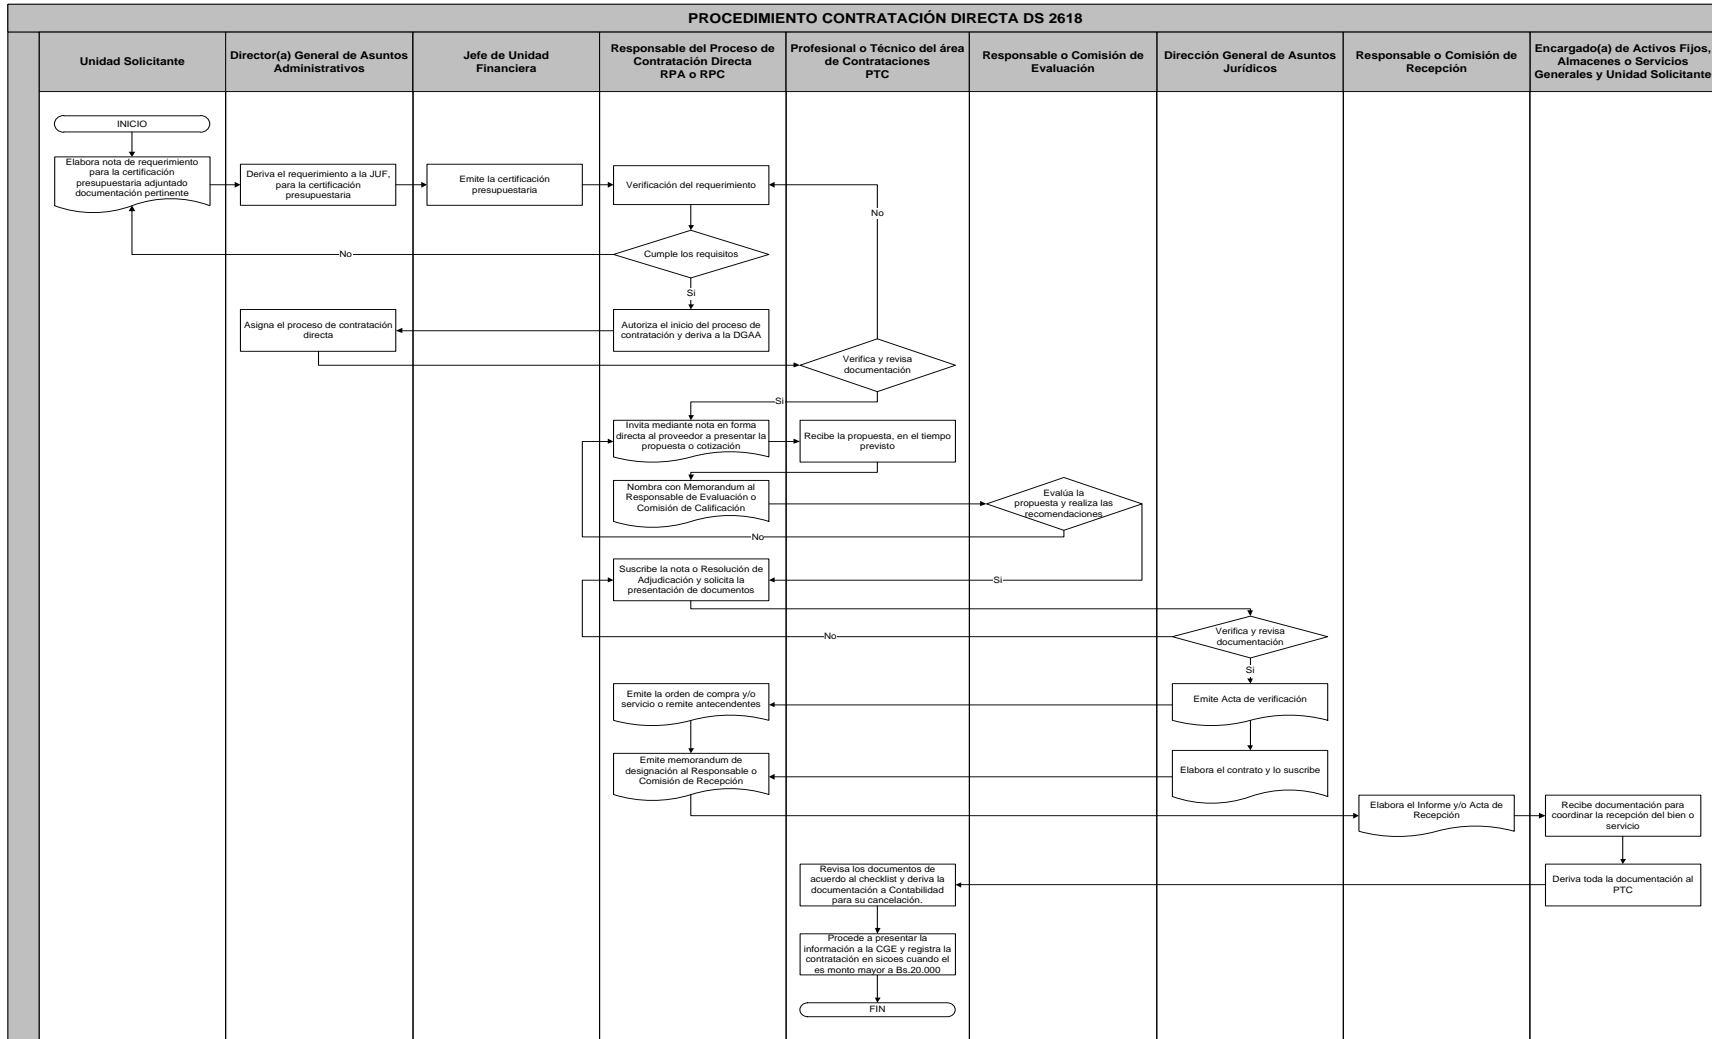 PROCEDIMIENTO CONTRATACIÓN DIRECTA DS 2618
Unidad Solicitante
Director(a) General de Asuntos
Administrativos
Jefe de Unidad
Financiera
Responsable del Proceso de
Contratación Directa
RPA o RPC
Profesional o Técnico del área
de Contrataciones
PTC
Responsable o Comisión de
Evaluación
Dirección General de Asuntos
Jurídicos
Responsable o Comisión de
Recepción
Encargado(a) de Activos Fijos,
Almacenes o Servicios
Generales y Unidad Solicitante
INICIO
Elabora nota de requerimiento
para la certificación
presupuestaria adjuntado
documentación pertinente
Deriva el requerimiento a la JUF,
para la certificación
presupuestaria
Emite la certificación
presupuestaria
Verificación del requerimiento
No
Cumple los requisitos
No
Si
Asigna el proceso de contratación
directa
Autoriza el inicio del proceso de
contratación y deriva a la DGAA
Verifica y revisa
documentación
Si
Invita mediante nota en forma
directa al proveedor a presentar la
propuesta o cotización
Recibe la propuesta, en el tiempo
previsto
Nombra con Memorandum al
Responsable de Evaluación o
Comisión de Calificación
Evalúa la
propuesta y realiza las
recomendaciones
No
Suscribe la nota o Resolución de
Adjudicación y solicita la
presentación de documentos
Si
No
Verifica y revisa
documentación
Si
Emite la orden de compra y/o
servicio o remite antecendentes
Emite Acta de verificación
Emite memorandum de
designación al Responsable o
Comisión de Recepción
Elabora el contrato y lo suscribe
Elabora el Informe y/o Acta de
Recepción
Recibe documentación para
coordinar la recepción del bien o
servicio
Revisa los documentos de
acuerdo al checklist y deriva la
documentación a Contabilidad
para su cancelación.
Deriva toda la documentación al
PTC
Procede a presentar la
información a la CGE y registra la
contratación en sicoes cuando el
es monto mayor a Bs.20.000
FIN